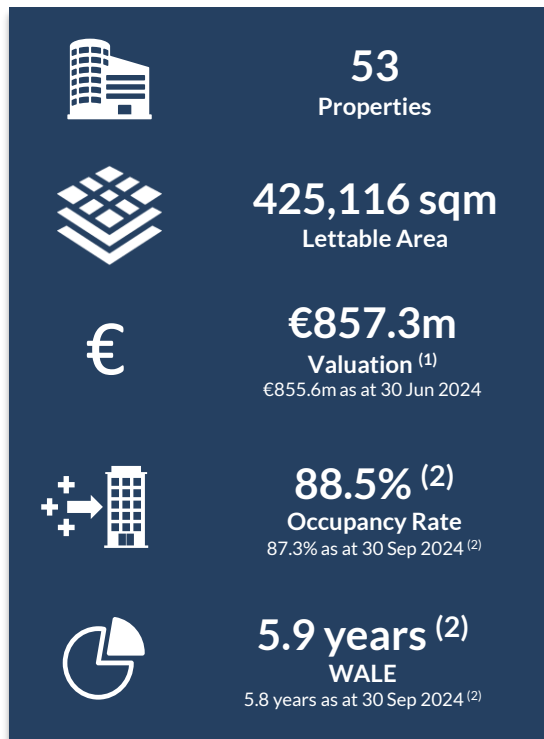 53
Properties
425,116 sqm
Lettable Area
€
€857.3m
Valuation (1)
€855.6m as at 30 Jun 2024
88.5% (2)
Occupancy Rate
87.3% as at 30 Sep 2024 (2)
5.9 years (2)
WALE
5.8 years as at 30 Sep 2024 (2)